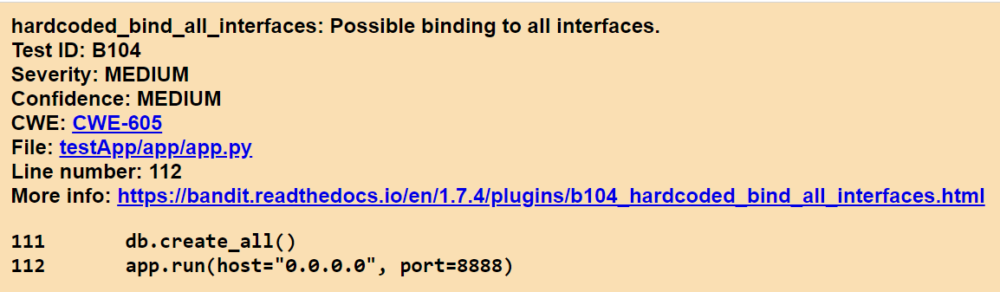 hardcoded_bind_all_interfaces: Possible binding to all interfaces.
Test ID: B104
Severity: MEDIUM
Confidence: MEDIUM
CWE: CWE-605
File: testApp/app/app.py
Line number: 112
More info: https://bandit.readthedocs.io/en/1.7.4/plugins/b104_hardcoded_bind_all_interfaces.html
111 db.create_all()
112 app.run(host="0.0.0.0", port=8888)